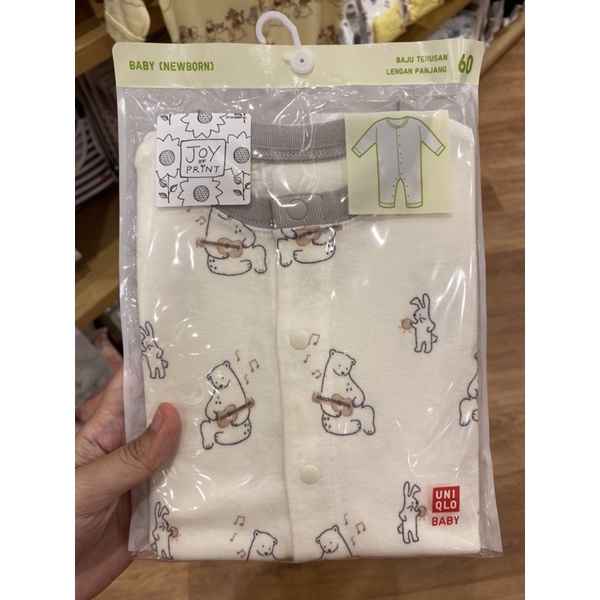 BABY (NEWBORN)
BAJU TERUSAN
LENGAN PANJANG
60
JOY
OF
PRINT
UNI
QLO
BABY